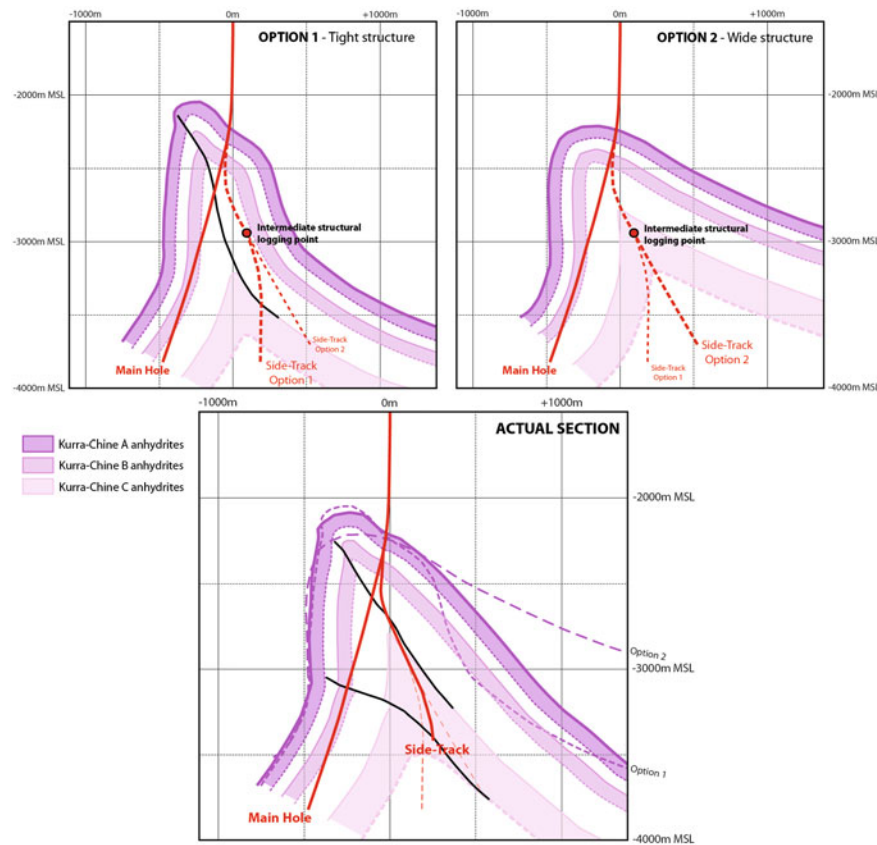 -1000m
0m
+1000m
-1000m
0m
+1000m
OPTION 1 - Tight structure
OPTION 2 - Wide structure
-2000m MSL
-2000m MSL
Intermediate structural
logging point
Intermediate structural
logging point
-3000m MSL
-3000m MSL
Side-Track
Option 2
Side-Track
Option 2
Main Hole
Side-Track
Option 1
Main Hole
Side-Track
Option 1
-4000m MSL
-4000m MSL
-1000m
0m
+1000m
ACTUAL SECTION
Kurra-Chine A anhydrites
Kurra-Chine B anhydrites
Kurra-Chine C anhydrites
-2000m MSL
Option 2
-3000m MSL
Side-Track
Option 1
Main Hole
-4000m MSL